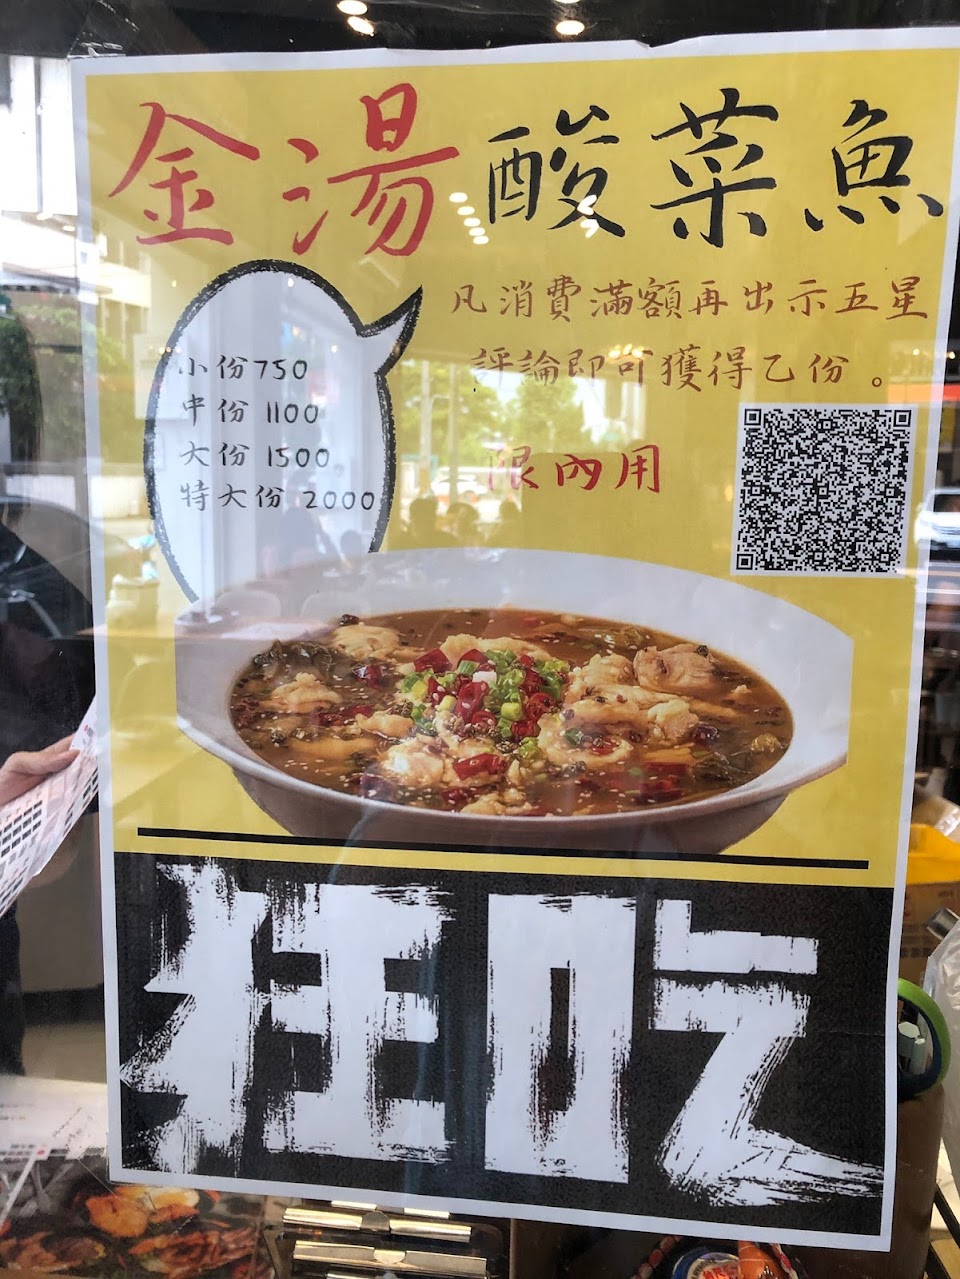 金湯酸菜魚
凡消費滿額再出示五星
評論即可獲得乙份。
限內用
小份750
中份 1100
大份 1500
特大份 2000
狂吃